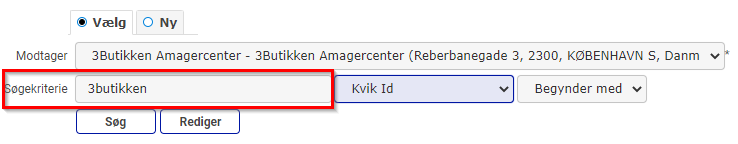 Vælg Ny
Modtager 3Butikken Amagercenter - 3Butikken Amagercenter (Reberbanegade 3, 2300, KØBENHAVN S, Danm *
Søgekriterie 3butikken Kvik Id Begynder med
Søg Rediger